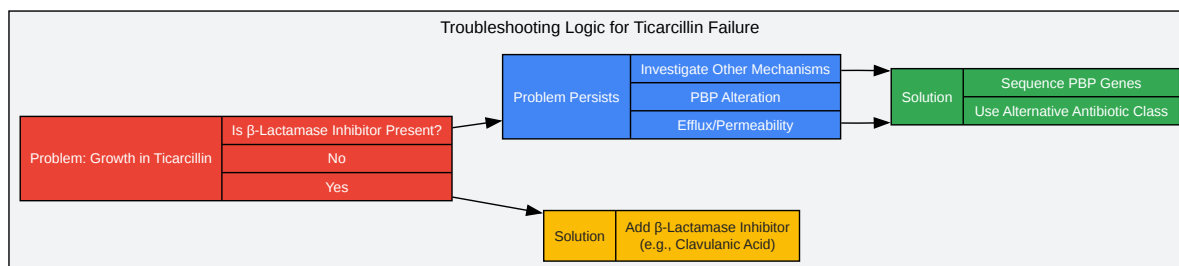 Troubleshooting Logic for Ticarcillin Failure
Problem: Growth in Ticarcillin
Is β-Lactamase Inhibitor Present?
No
Yes
Problem Persists
Investigate Other Mechanisms
PBP Alteration
Efflux/Permeability
Solution
Sequence PBP Genes
Use Alternative Antibiotic Class
Solution
Add β-Lactamase Inhibitor
(e.g., Clavulanic Acid)